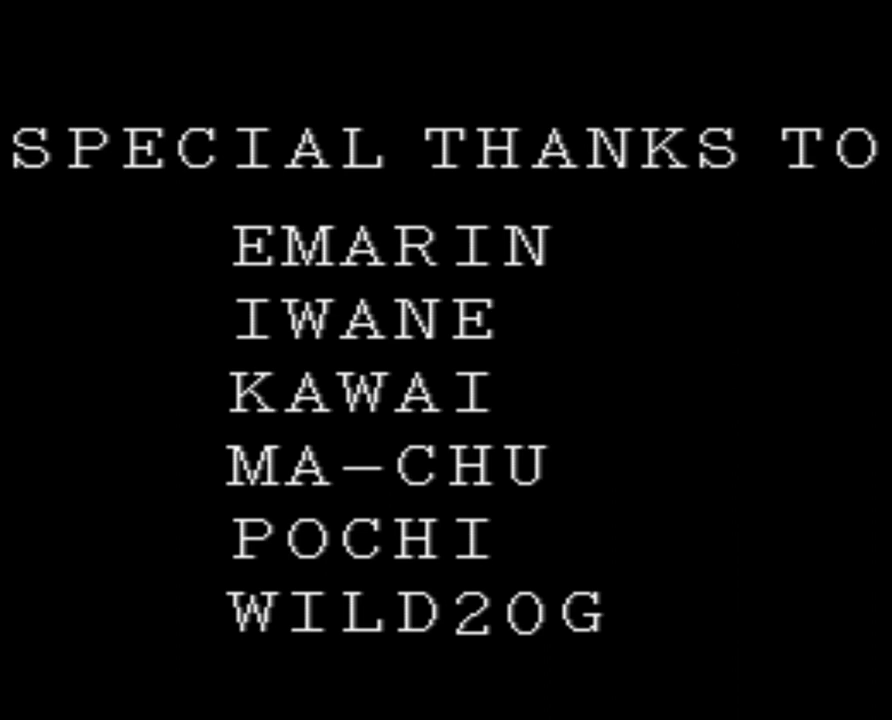 SPECIAL THANKS TO
EMARIN
IWANE
KAWAI
MA-CHU
POCHI
WILD2OG